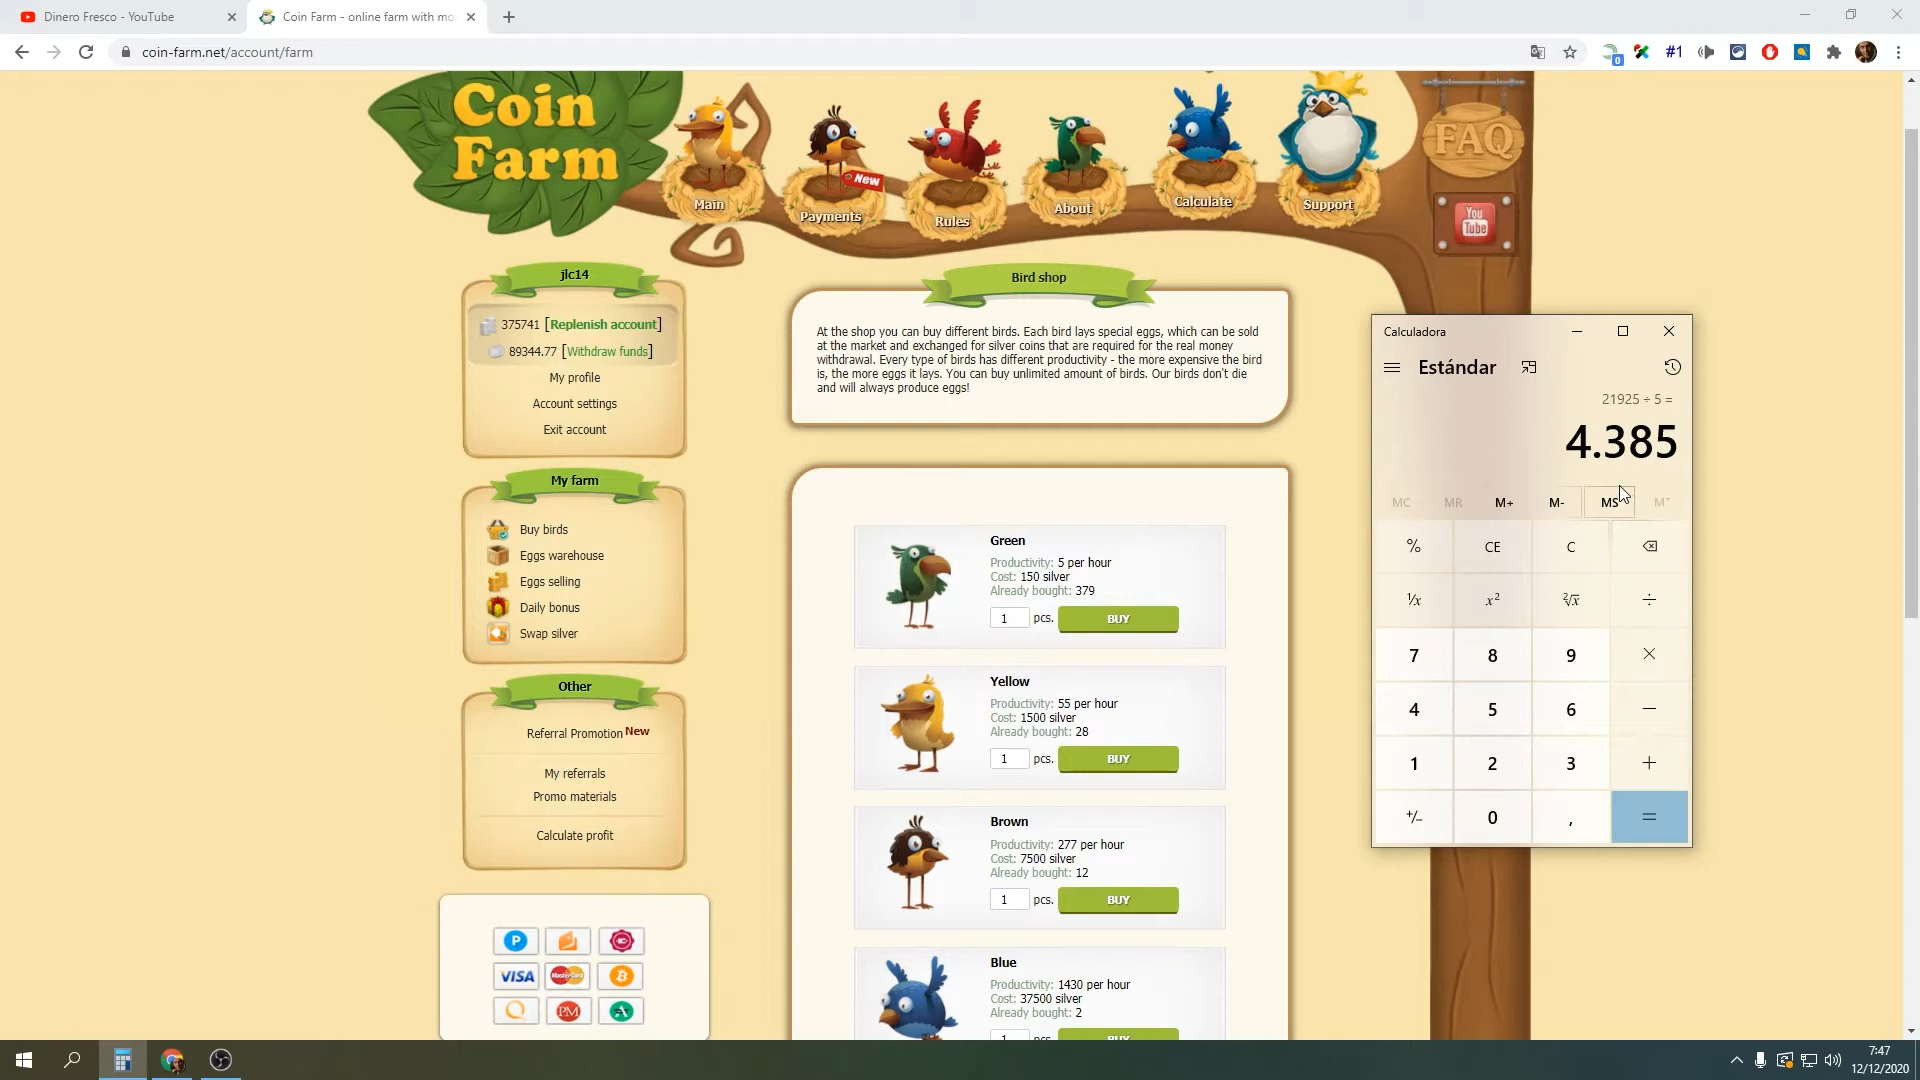 Dinero Fresco - YouTube
Coin Farm - online farm with mo
coin-farm.net/account/farm
0
#1
Coin
Farm
Main
Payments
New
Rules
About
Calculate
Support
FAQ
You
Tube
jlc14
375741 [Replenish account]
89344.77 [Withdraw funds]
My profile
Account settings
Exit account
My farm
Buy birds
Eggs warehouse
Eggs selling
Daily bonus
Swap silver
Other
Referral Promotion New
My referrals
Promo materials
Calculate profit
P
VISA
MasterCard
PM
Bird shop
At the shop you can buy different birds. Each bird lays special eggs, which can be sold
at the market and exchanged for silver coins that are required for the real money
withdrawal. Every type of birds has different productivity - the more expensive the bird
is, the more eggs it lays. You can buy unlimited amount of birds. Our birds don't die
and will always produce eggs!
Green
Productivity: 5 per hour
Cost: 150 silver
Already bought: 379
1 pcs. BUY
Yellow
Productivity: 55 per hour
Cost: 1500 silver
Already bought: 28
1 pcs. BUY
Brown
Productivity: 277 per hour
Cost: 7500 silver
Already bought: 12
1 pcs. BUY
Blue
Productivity: 1430 per hour
Cost: 37500 silver
Already bought: 2
1 pcs. BUY
Calculadora
Estándar
21925 ÷ 5 =
4.385
MC MR M+ M- MS M˅
% CE C
¹/x x² ²√x ÷
7 8 9 ×
4 5 6 −
1 2 3 +
+/− 0 , =
7:47
12/12/2020